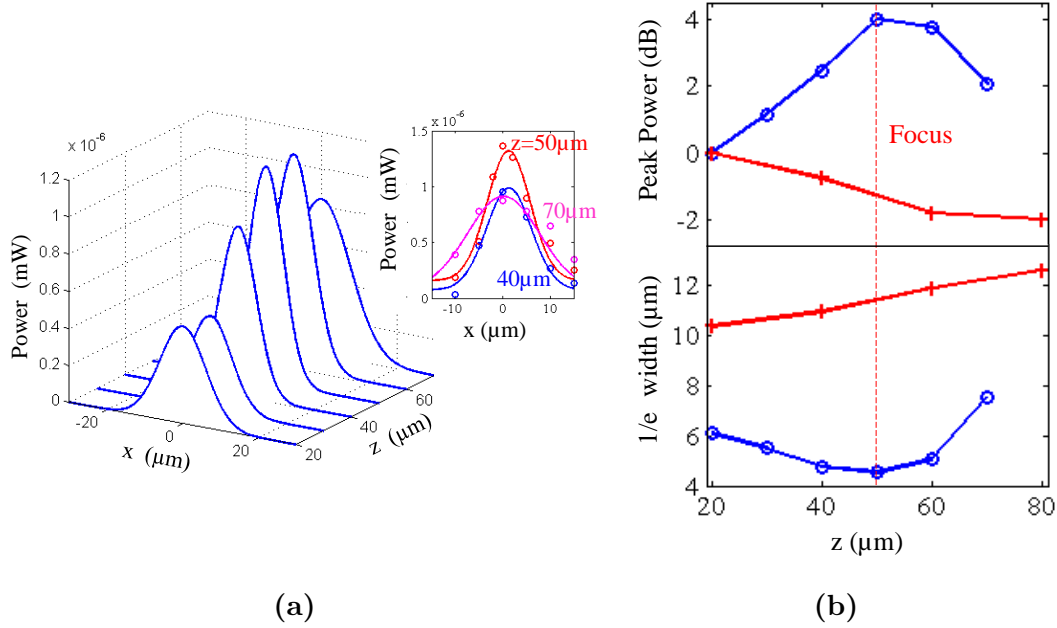 x 10⁻⁶
1.2
1
0.8
0.6
0.4
0.2
0
Power (mW)
-20
0
20
x (µm)
20
40
60
z (µm)
x 10⁻⁶
1.5
1
0.5
0
Power (mW)
z=50µm
70µm
40µm
-10
0
10
x (µm)
(a)
4
2
0
-2
Peak Power (dB)
Focus
12
10
8
6
4
1/e width (µm)
20
40
60
80
z (µm)
(b)